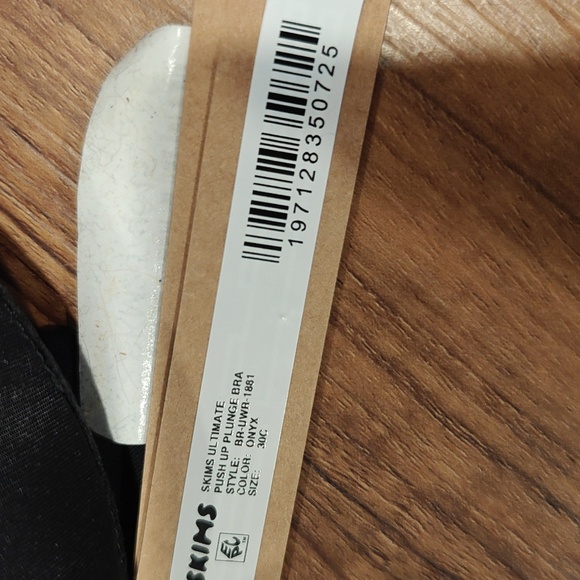 197128350725
SKIMS ULTIMATE
PUSH UP PLUNGE BRA
STYLE: BR-UWR-1881
COLOR: ONYX
SIZE: 30C
SKIMS